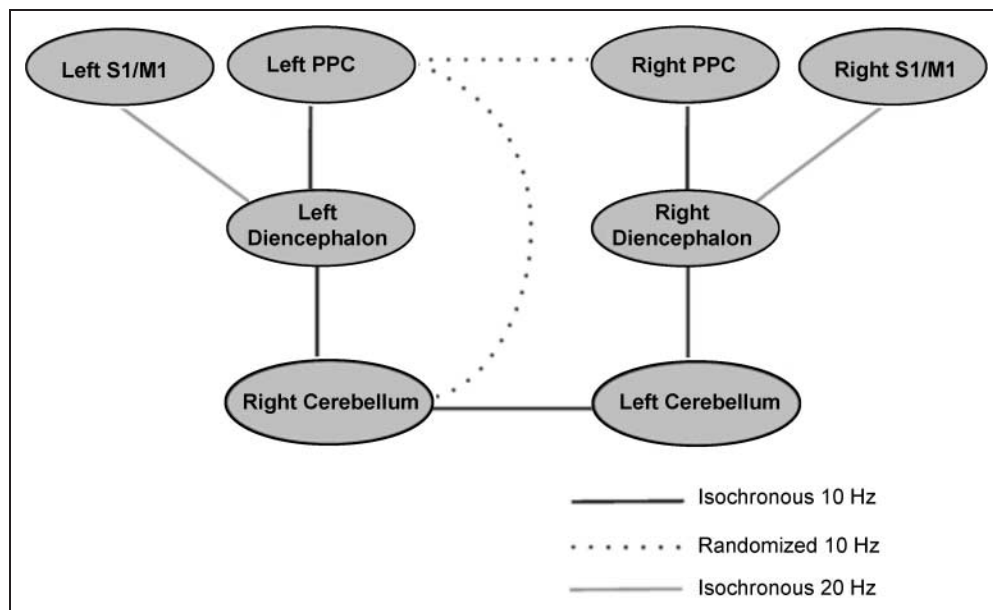 Left S1/M1
Left PPC
Right PPC
Right S1/M1
Left
Diencephalon
Right
Diencephalon
Right Cerebellum
Left Cerebellum
Isochronous 10 Hz
Randomized 10 Hz
Isochronous 20 Hz